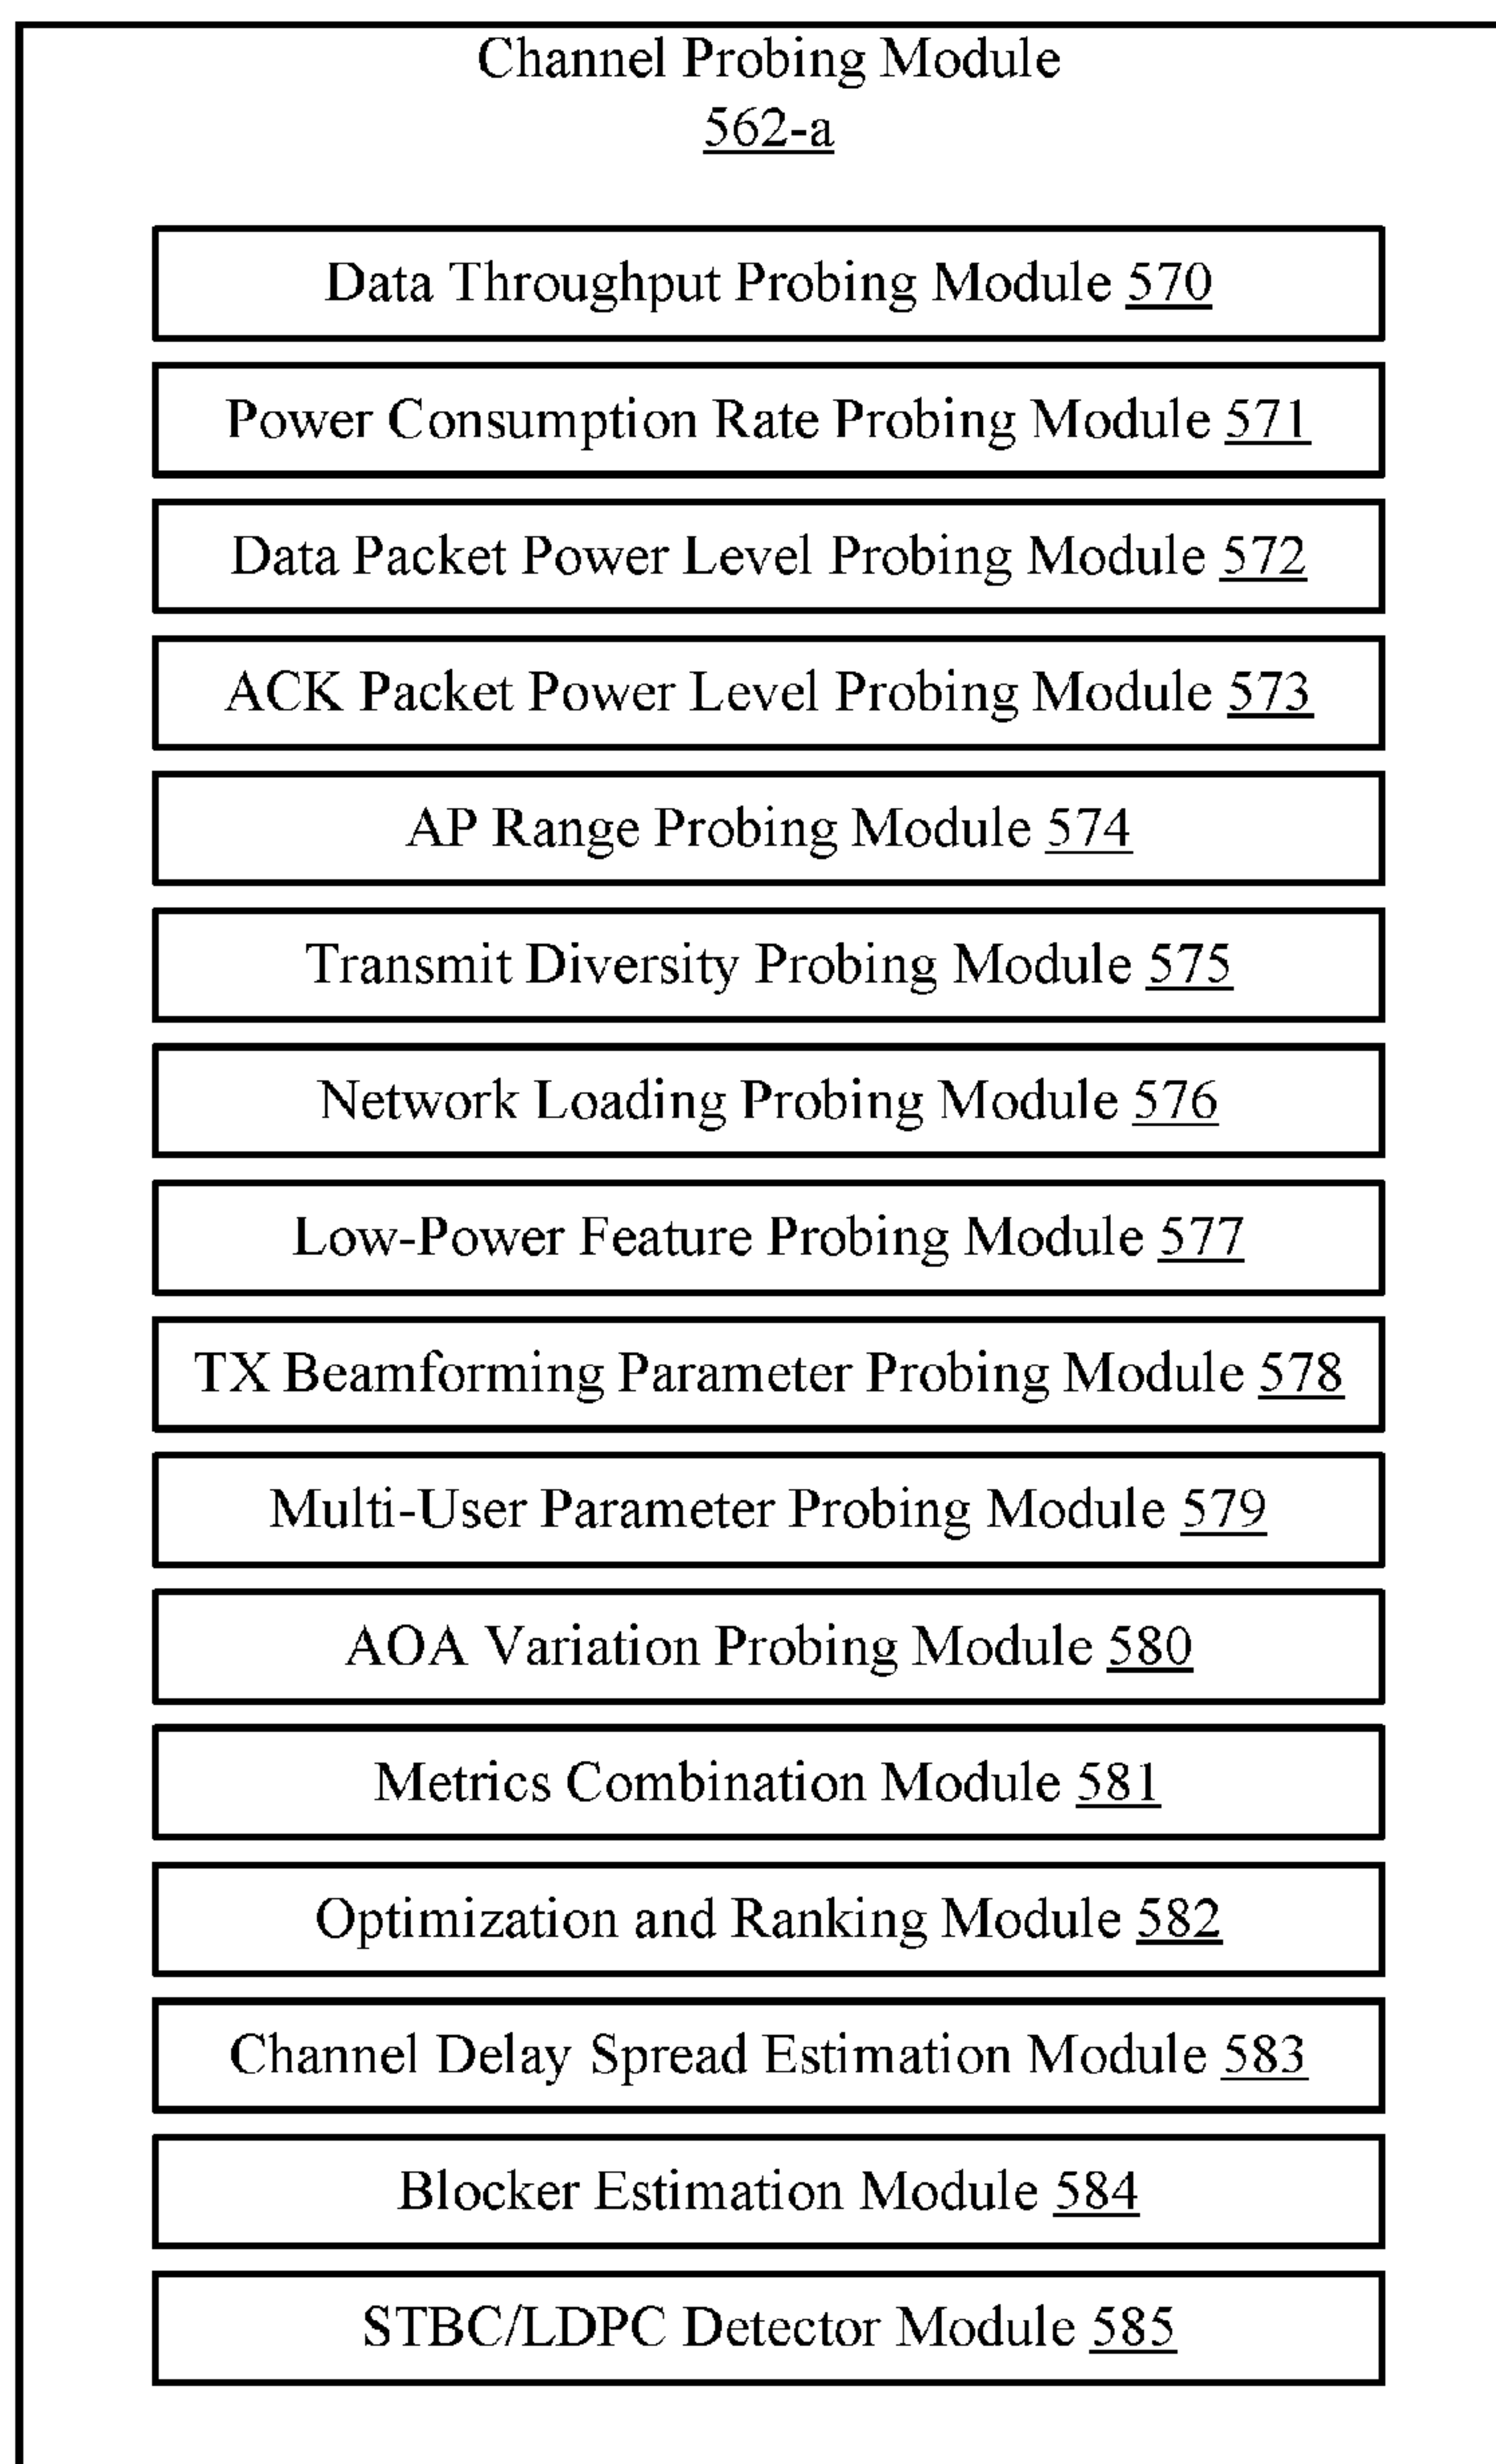 Channel Probing Module
562-a
Data Throughput Probing Module 570
Power Consumption Rate Probing Module 571
Data Packet Power Level Probing Module 572
ACK Packet Power Level Probing Module 573
AP Range Probing Module 574
Transmit Diversity Probing Module 575
Network Loading Probing Module 576
Low-Power Feature Probing Module 577
TX Beamforming Parameter Probing Module 578
Multi-User Parameter Probing Module 579
AOA Variation Probing Module 580
Metrics Combination Module 581
Optimization and Ranking Module 582
Channel Delay Spread Estimation Module 583
Blocker Estimation Module 584
STBC/LDPC Detector Module 585